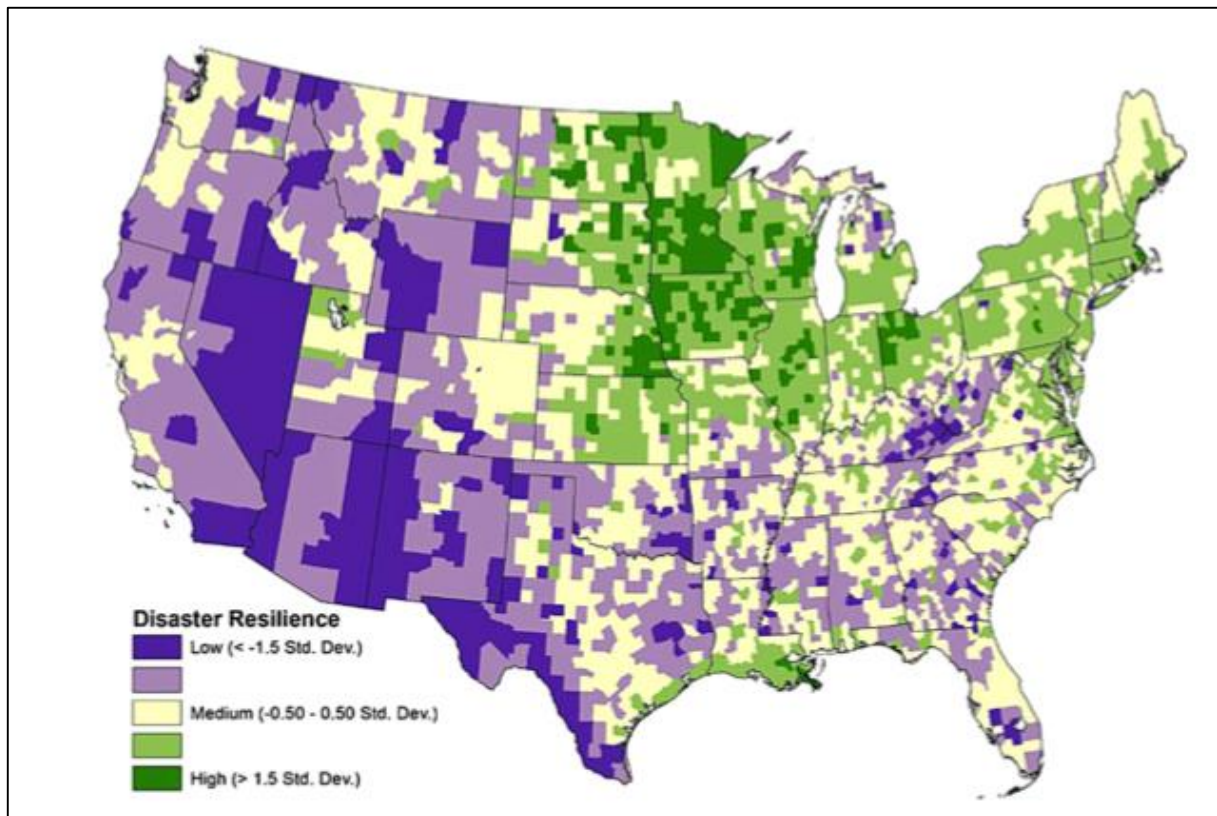 Disaster Resilience
Low (< -1.5 Std. Dev.)
Medium (-0.50 - 0.50 Std. Dev.)
High (> 1.5 Std. Dev.)